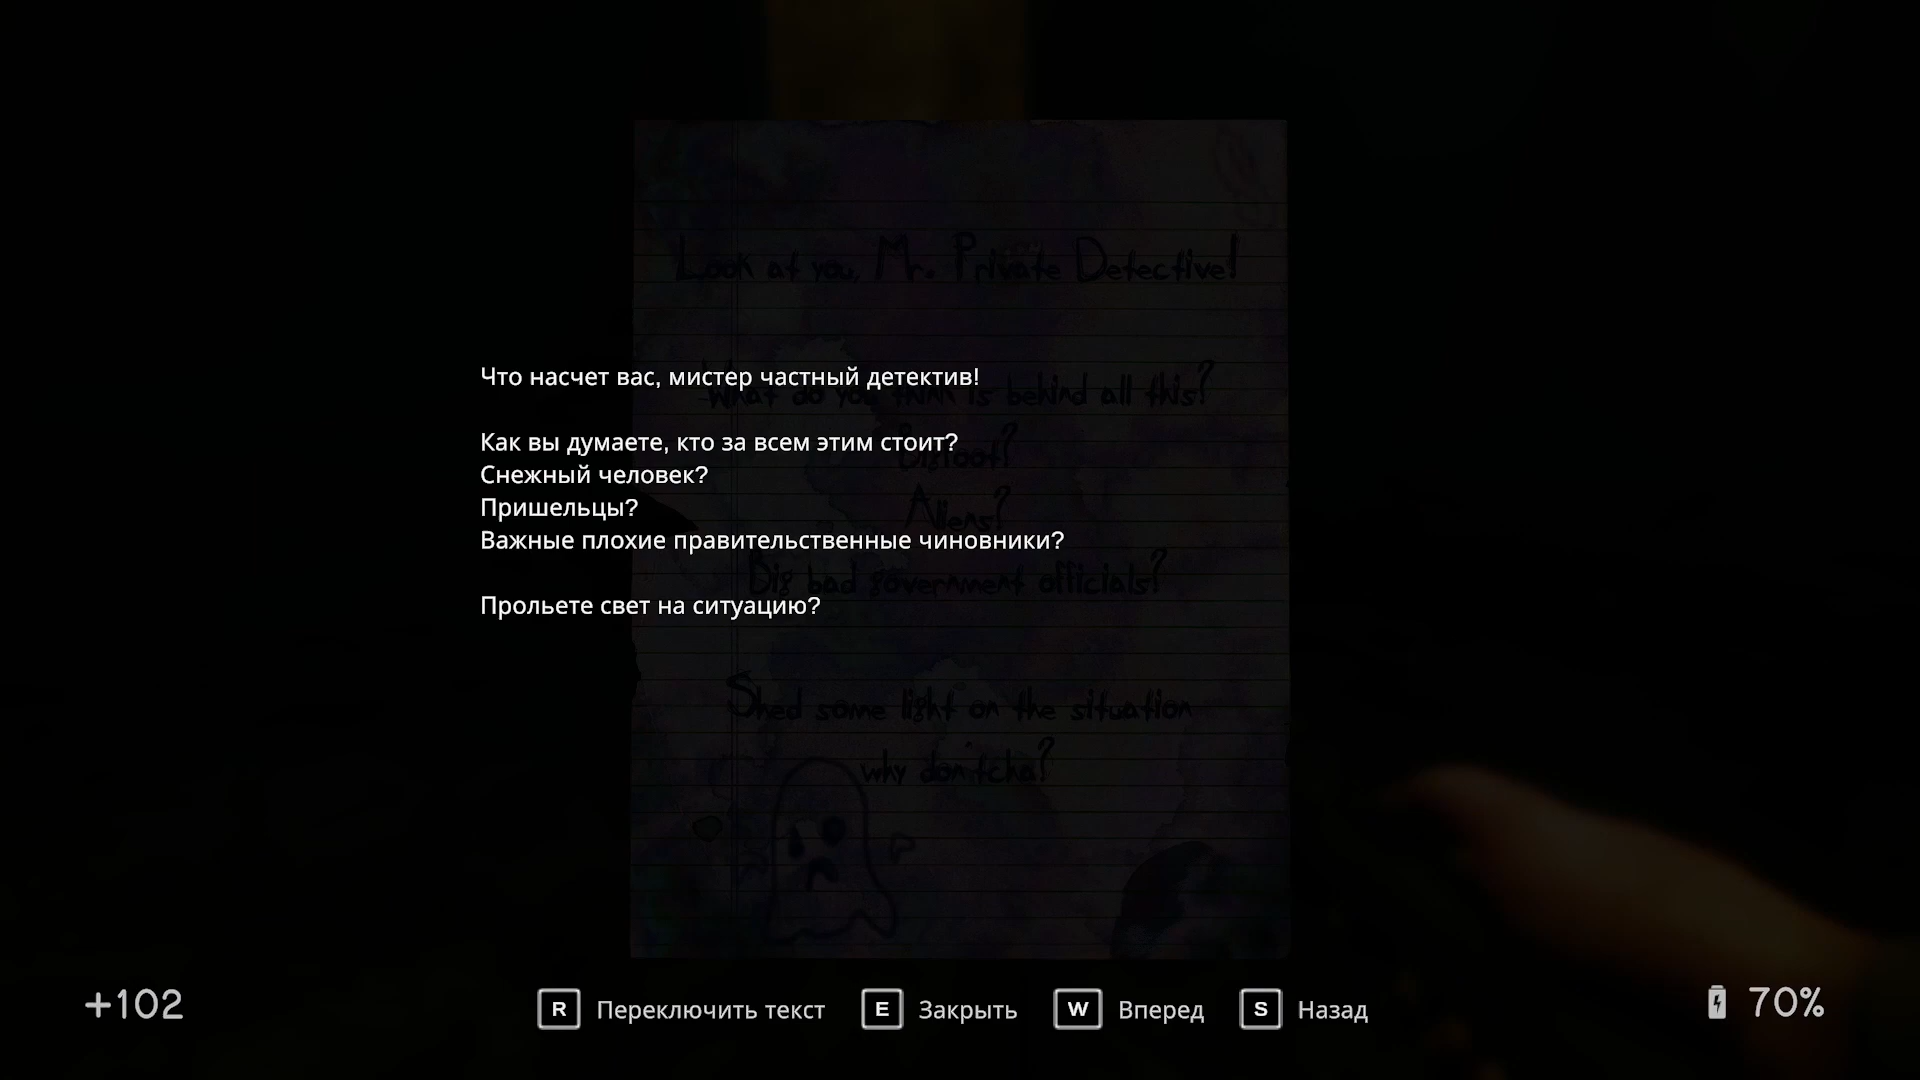 Look at you, Mr. Private Detective!
What do you think is behind all this?
Bigfoot?
Aliens?
Big bad government officials?
Shed some light on the situation
why don'tcha?
Что насчет вас, мистер частный детектив!
Как вы думаете, кто за всем этим стоит?
Снежный человек?
Пришельцы?
Важные плохие правительственные чиновники?
Прольете свет на ситуацию?
+102
R Переключить текст E Закрыть W Вперед S Назад
70%